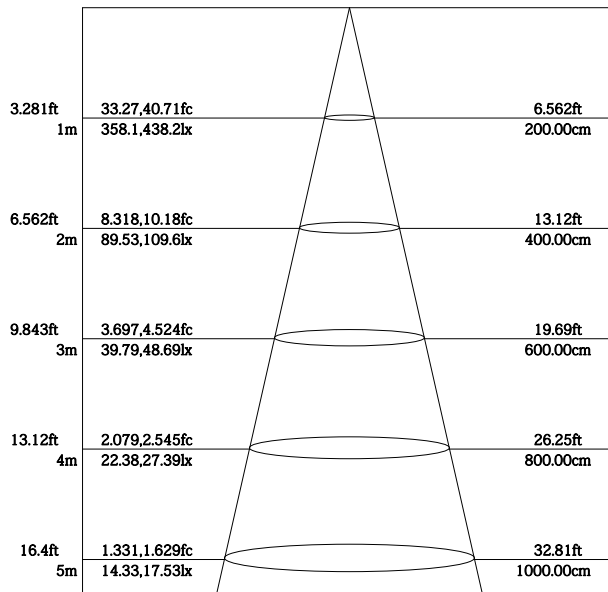 3.281ft 33.27,40.71fc 6.562ft
1m 358.1,438.2lx 200.00cm
6.562ft 8.318,10.18fc 13.12ft
2m 89.53,109.6lx 400.00cm
9.843ft 3.697,4.524fc 19.69ft
3m 39.79,48.69lx 600.00cm
13.12ft 2.079,2.545fc 26.25ft
4m 22.38,27.39lx 800.00cm
16.4ft 1.331,1.629fc 32.81ft
5m 14.33,17.53lx 1000.00cm